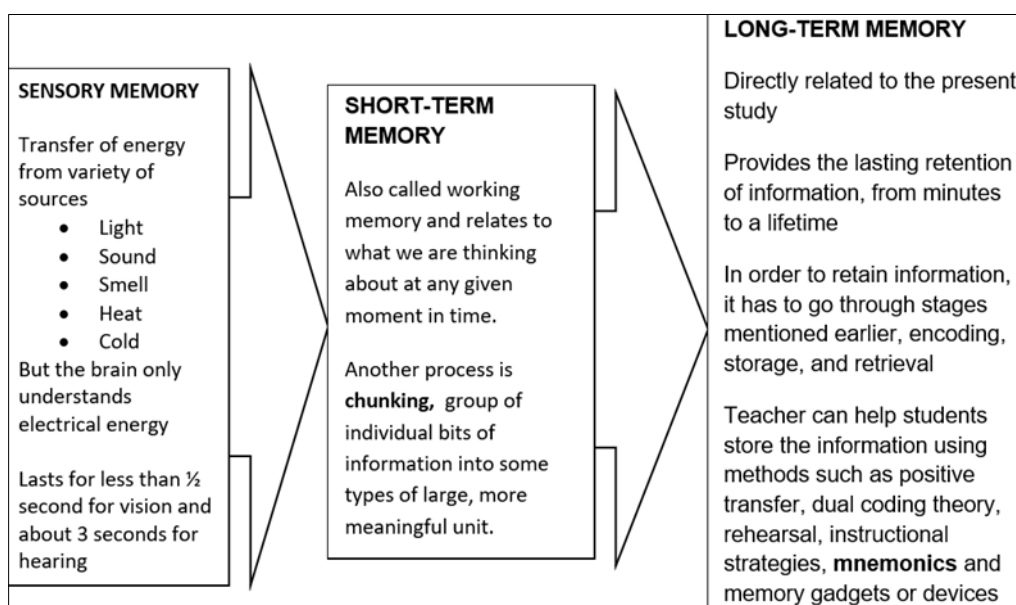 SENSORY MEMORY
Transfer of energy
from variety of
sources
• Light
• Sound
• Smell
• Heat
• Cold
But the brain only
understands
electrical energy
Lasts for less than ½
second for vision and
about 3 seconds for
hearing
SHORT-TERM
MEMORY
Also called working
memory and relates to
what we are thinking
about at any given
moment in time.
Another process is
chunking, group of
individual bits of
information into some
types of large, more
meaningful unit.
LONG-TERM MEMORY
Directly related to the present
study
Provides the lasting retention
of information, from minutes
to a lifetime
In order to retain information,
it has to go through stages
mentioned earlier, encoding,
storage, and retrieval
Teacher can help students
store the information using
methods such as positive
transfer, dual coding theory,
rehearsal, instructional
strategies, mnemonics and
memory gadgets or devices